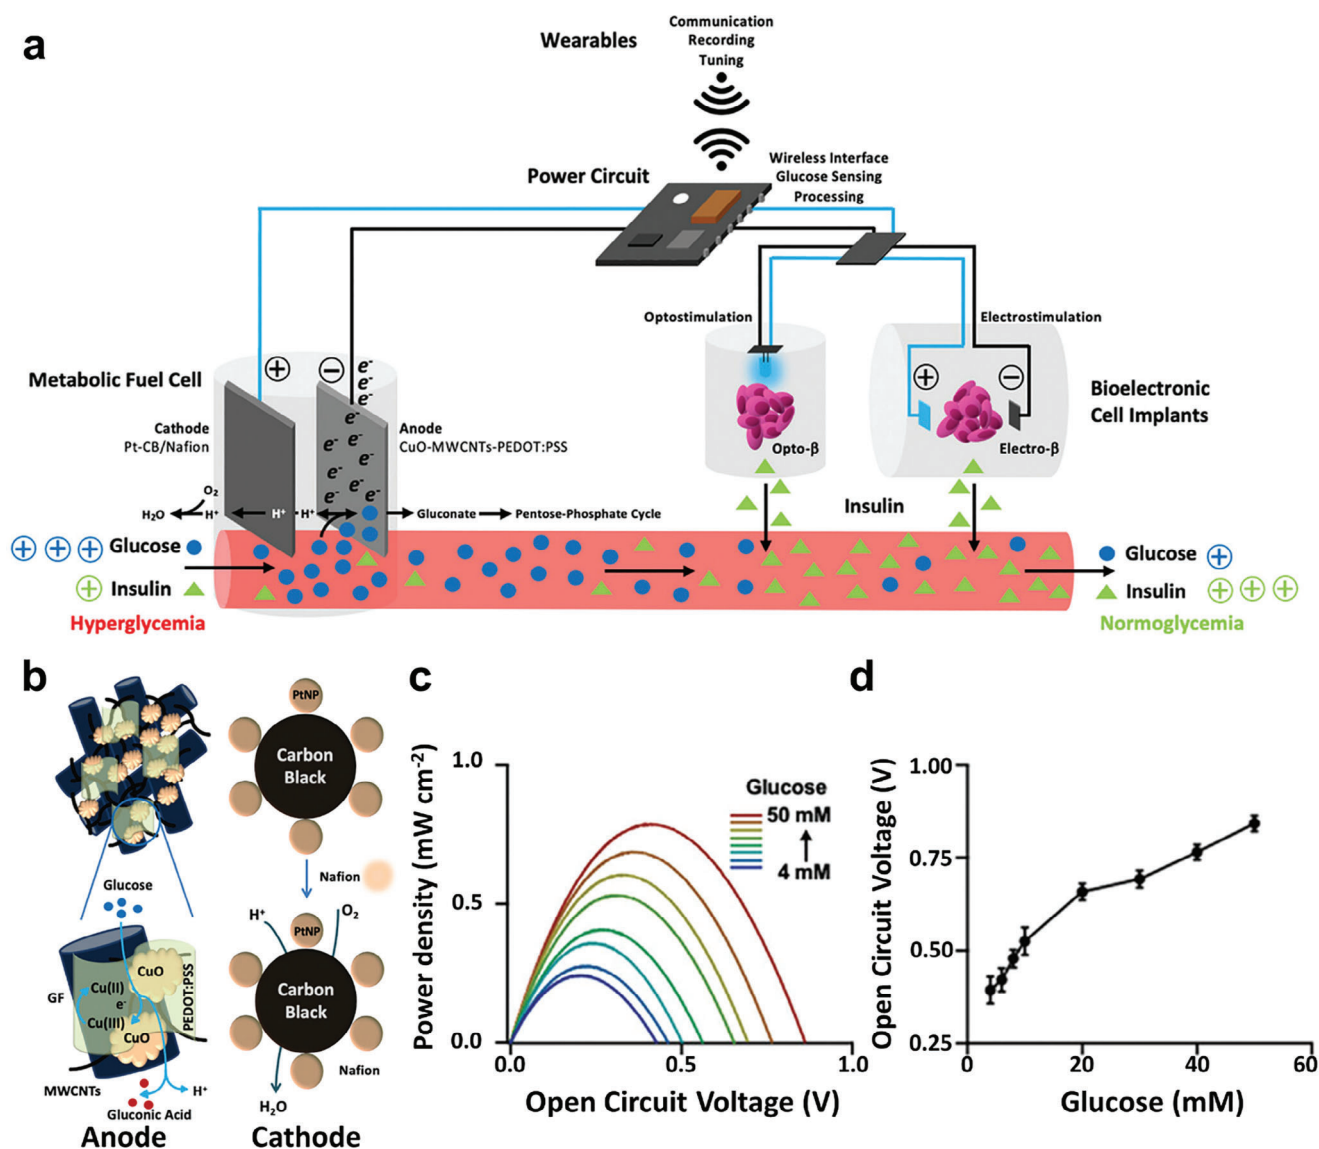 a
Wearables
Communication
Recording
Tuning
Wireless Interface
Glucose Sensing
Processing
Power Circuit
Optostimulation
Electrostimulation
Metabolic Fuel Cell
+
−
e-
e-
e-
e-
e-
e-
e-
e-
e-
e-
Cathode
Pt-CB/Nafion
Anode
CuO-MWCNTs-PEDOT:PSS
+
−
Bioelectronic
Cell Implants
Opto-β
Electro-β
O₂
H₂O
H⁺
H⁺
H⁺
Gluconate
Pentose-Phosphate Cycle
Insulin
+ + + Glucose
+ Insulin
Hyperglycemia
Glucose +
Insulin + + +
Normoglycemia
b
PtNP
Carbon
Black
Nafion
Glucose
H⁺
O₂
PtNP
Carbon
Black
Nafion
H₂O
GF
CuO
Cu(II)
e-
Cu(III)
CuO
PEDOT:PSS
MWCNTs
H⁺
Gluconic Acid
Anode
Cathode
c
Power density (mW cm⁻²)
1.0
0.5
0.0
0.0
0.5
1.0
Open Circuit Voltage (V)
Glucose
50 mM
4 mM
d
Open Circuit Voltage (V)
1.00
0.75
0.50
0.25
0
20
40
60
Glucose (mM)